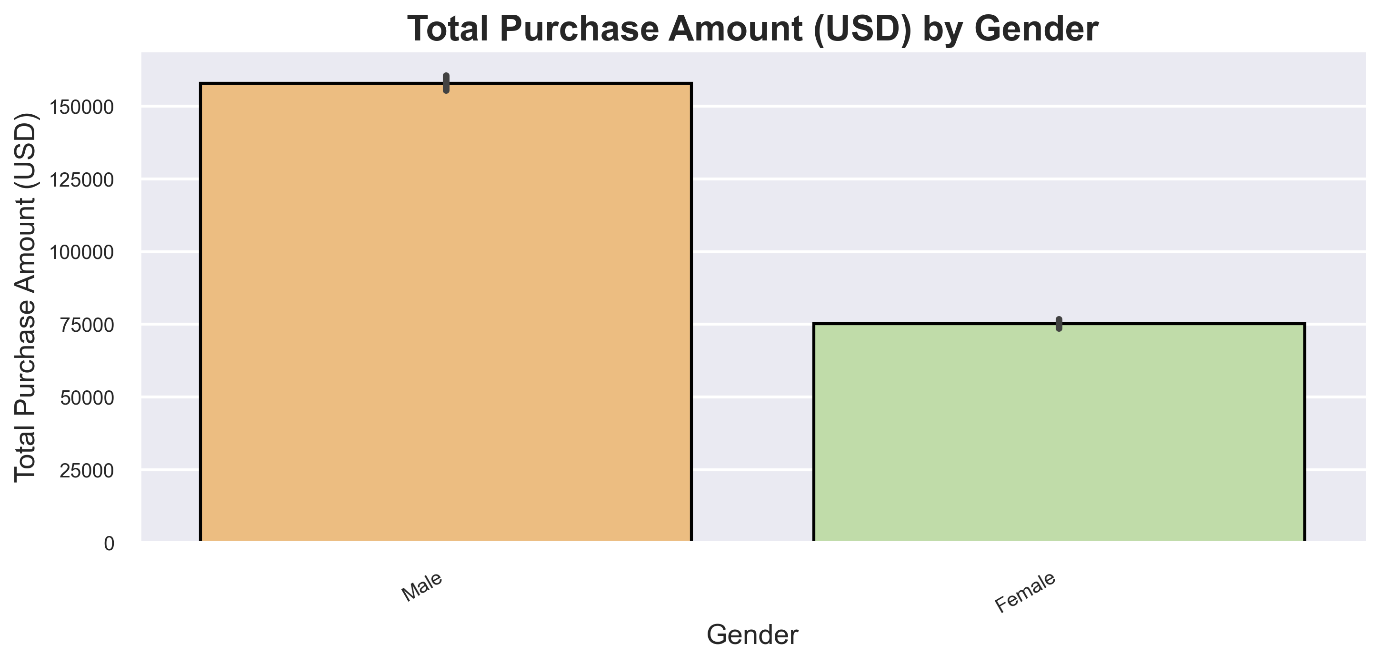 Total Purchase Amount (USD) by Gender
Total Purchase Amount (USD)
150000
125000
100000
75000
50000
25000
0
Male
Female
Gender